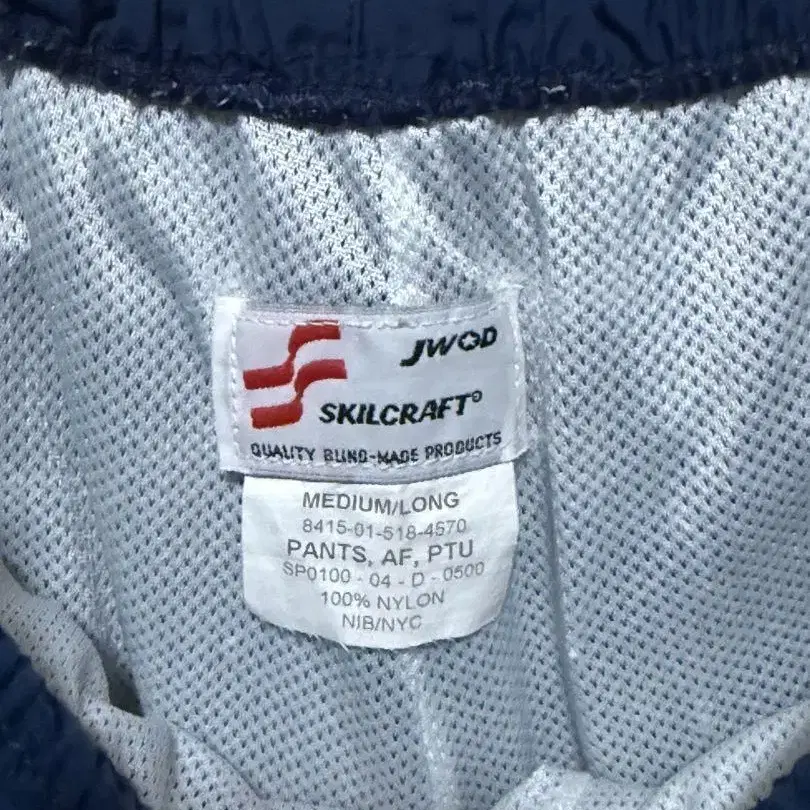 JWOD
SKILCRAFT®
QUALITY BLIND-MADE PRODUCTS
MEDIUM/LONG
8415-01-518-4570
PANTS, AF, PTU
SP0100 - 04 - D - 0500
100% NYLON
NIB/NYC